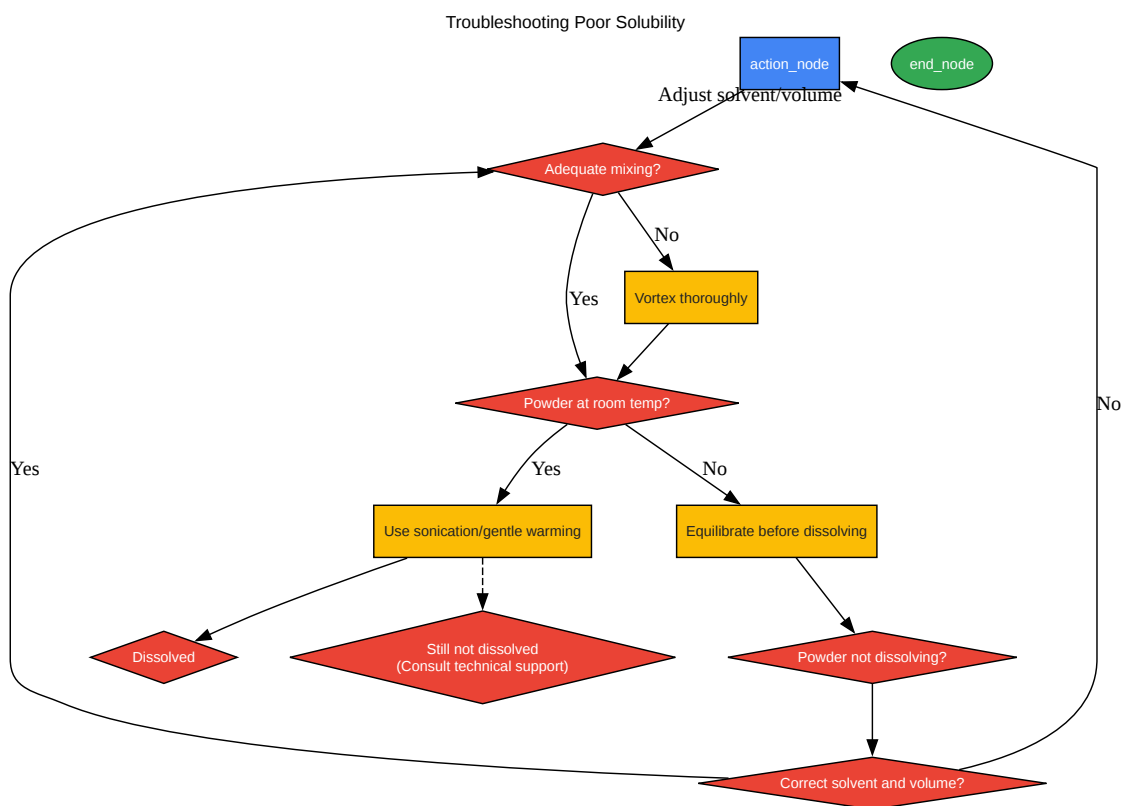 Troubleshooting Poor Solubility
action_node
end_node
Adjust solvent/volume
Adequate mixing?
No
Yes
Vortex thoroughly
Powder at room temp?
No
Yes
Yes
No
Use sonication/gentle warming
Equilibrate before dissolving
Dissolved
Still not dissolved
(Consult technical support)
Powder not dissolving?
Correct solvent and volume?